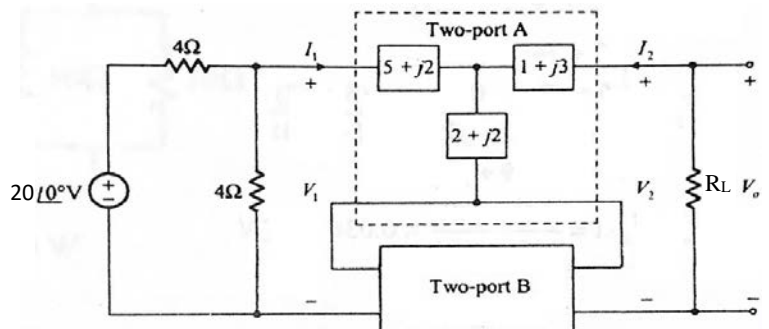 Two-port A
4Ω
I₁
5 + j2
1 + j3
I₂
+
+
+
2 + j2
20/0°V
+
−
4Ω
V₁
V₂
RL
Vₒ
Two-port B
−
−
−